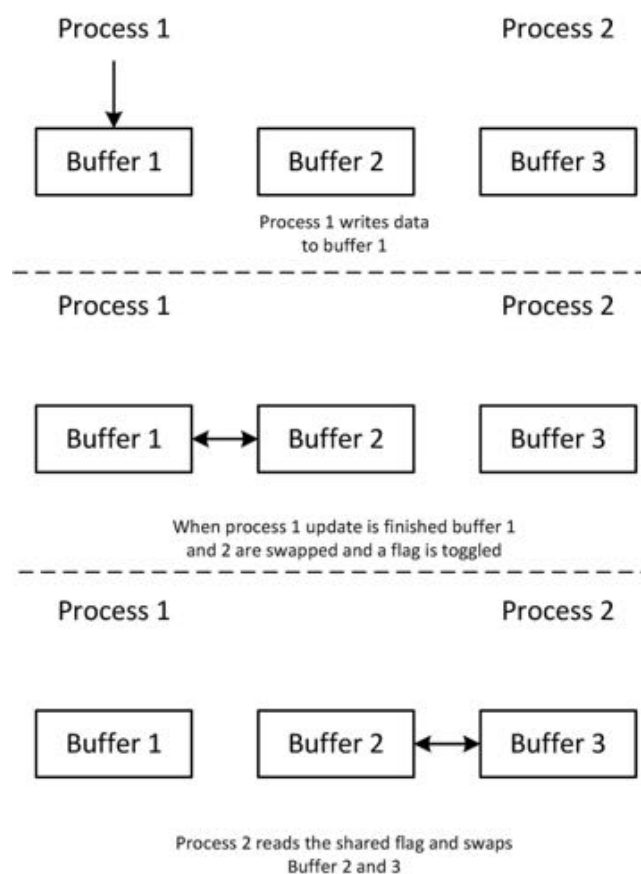 Process 1 Process 2
Buffer 1 Buffer 2 Buffer 3
Process 1 writes data
to buffer 1
Process 1 Process 2
Buffer 1 Buffer 2 Buffer 3
When process 1 update is finished buffer 1
and 2 are swapped and a flag is toggled
Process 1 Process 2
Buffer 1 Buffer 2 Buffer 3
Process 2 reads the shared flag and swaps
Buffer 2 and 3